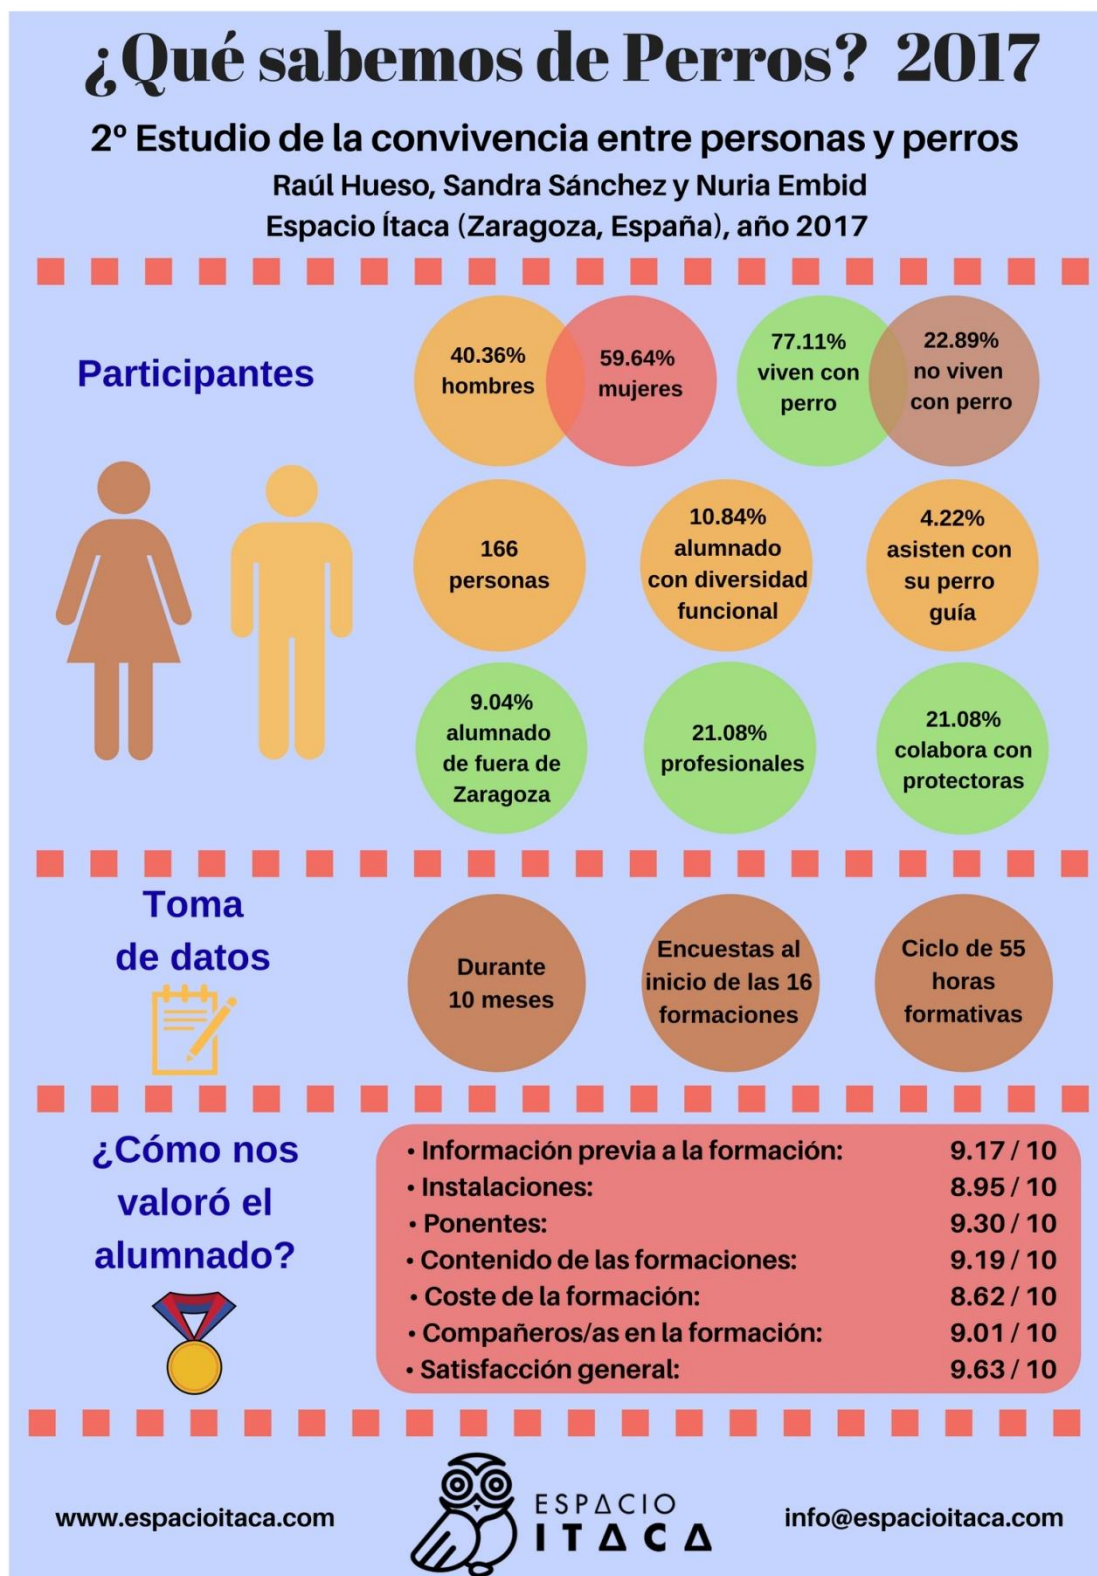 ¿Qué sabemos de Perros? 2017
2º Estudio de la convivencia entre personas y perros
Raúl Hueso, Sandra Sánchez y Nuria Embid
Espacio Ítaca (Zaragoza, España), año 2017
Participantes
40.36%
hombres
59.64%
mujeres
77.11%
viven con
perro
22.89%
no viven
con perro
166
personas
10.84%
alumnado
con diversidad
funcional
4.22%
asisten con
su perro
guía
9.04%
alumnado
de fuera de
Zaragoza
21.08%
profesionales
21.08%
colabora con
protectoras
Toma
de datos
Durante
10 meses
Encuestas al
inicio de las 16
formaciones
Ciclo de 55
horas
formativas
¿Cómo nos
valoró el
alumnado?
• Información previa a la formación: 9.17 / 10
• Instalaciones: 8.95 / 10
• Ponentes: 9.30 / 10
• Contenido de las formaciones: 9.19 / 10
• Coste de la formación: 8.62 / 10
• Compañeros/as en la formación: 9.01 / 10
• Satisfacción general: 9.63 / 10
www.espacioitaca.com
ESPACIO
ITACA
info@espacioitaca.com